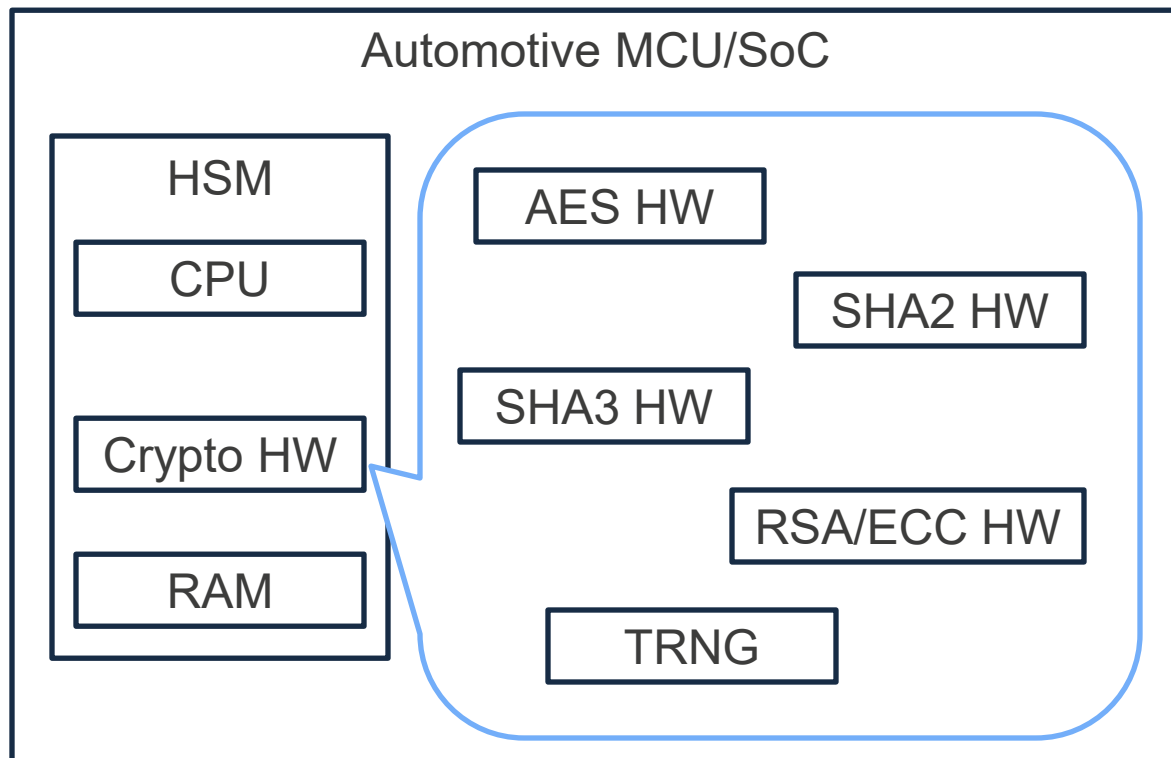 Automotive MCU/SoC
HSM
CPU
Crypto HW
RAM
AES HW
SHA2 HW
SHA3 HW
RSA/ECC HW
TRNG